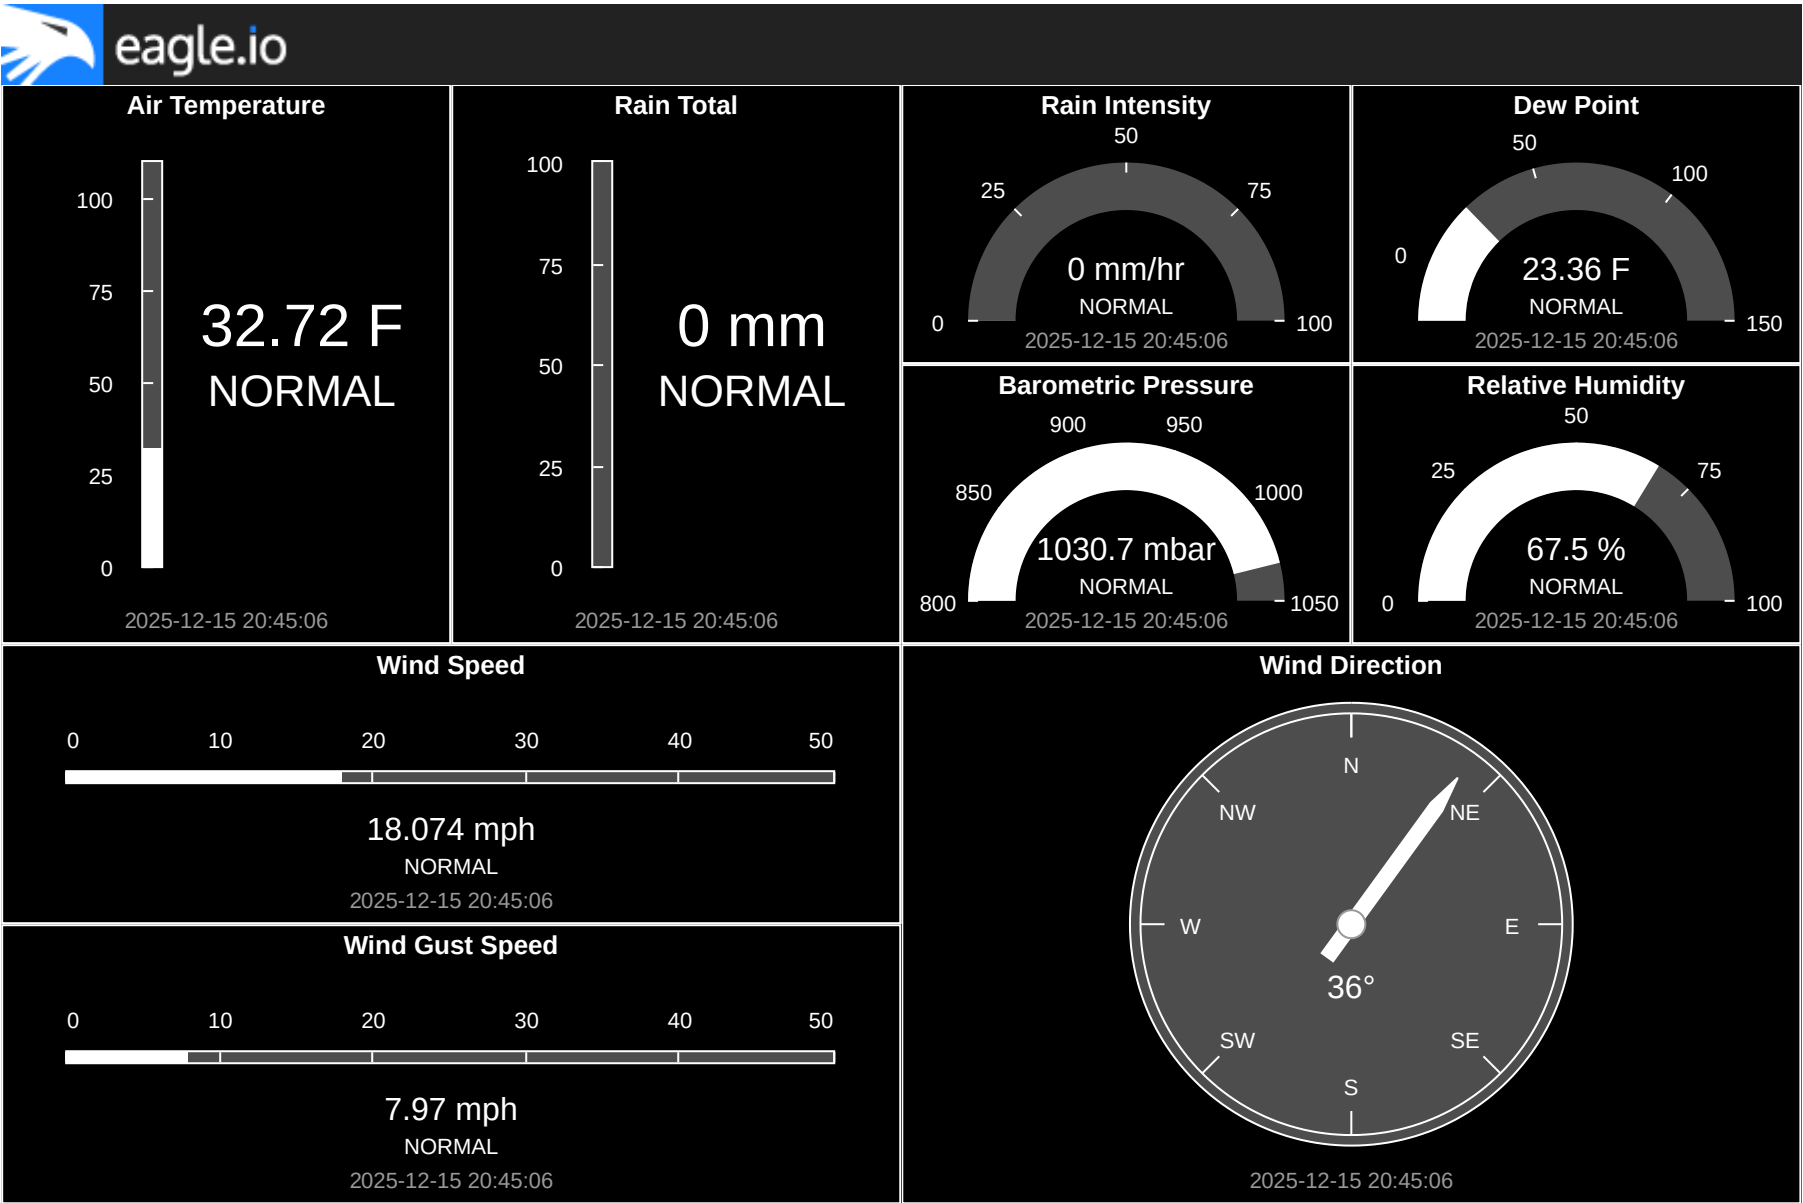 eagle.io
Air Temperature
100
75
50
25
0
32.72 F
NORMAL
2025-12-15 20:45:06
Rain Total
100
75
50
25
0
0 mm
NORMAL
2025-12-15 20:45:06
Rain Intensity
0
25
50
75
100
0 mm/hr
NORMAL
2025-12-15 20:45:06
Dew Point
0
50
100
150
23.36 F
NORMAL
2025-12-15 20:45:06
Barometric Pressure
800
850
900
950
1000
1050
1030.7 mbar
NORMAL
2025-12-15 20:45:06
Relative Humidity
0
25
50
75
100
67.5 %
NORMAL
2025-12-15 20:45:06
Wind Speed
0 10 20 30 40 50
18.074 mph
NORMAL
2025-12-15 20:45:06
Wind Gust Speed
0 10 20 30 40 50
7.97 mph
NORMAL
2025-12-15 20:45:06
Wind Direction
N
NW NE
W E
36°
SW SE
S
2025-12-15 20:45:06